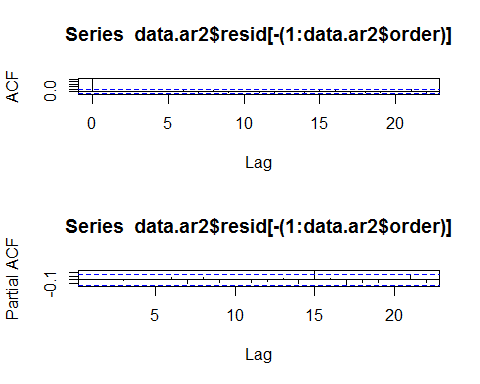 Series  data.ar2$resid[-(1:data.ar2$order)]
ACF
0.0
0 5 10 15 20
Lag
Series  data.ar2$resid[-(1:data.ar2$order)]
Partial ACF
-0.1
5 10 15 20
Lag